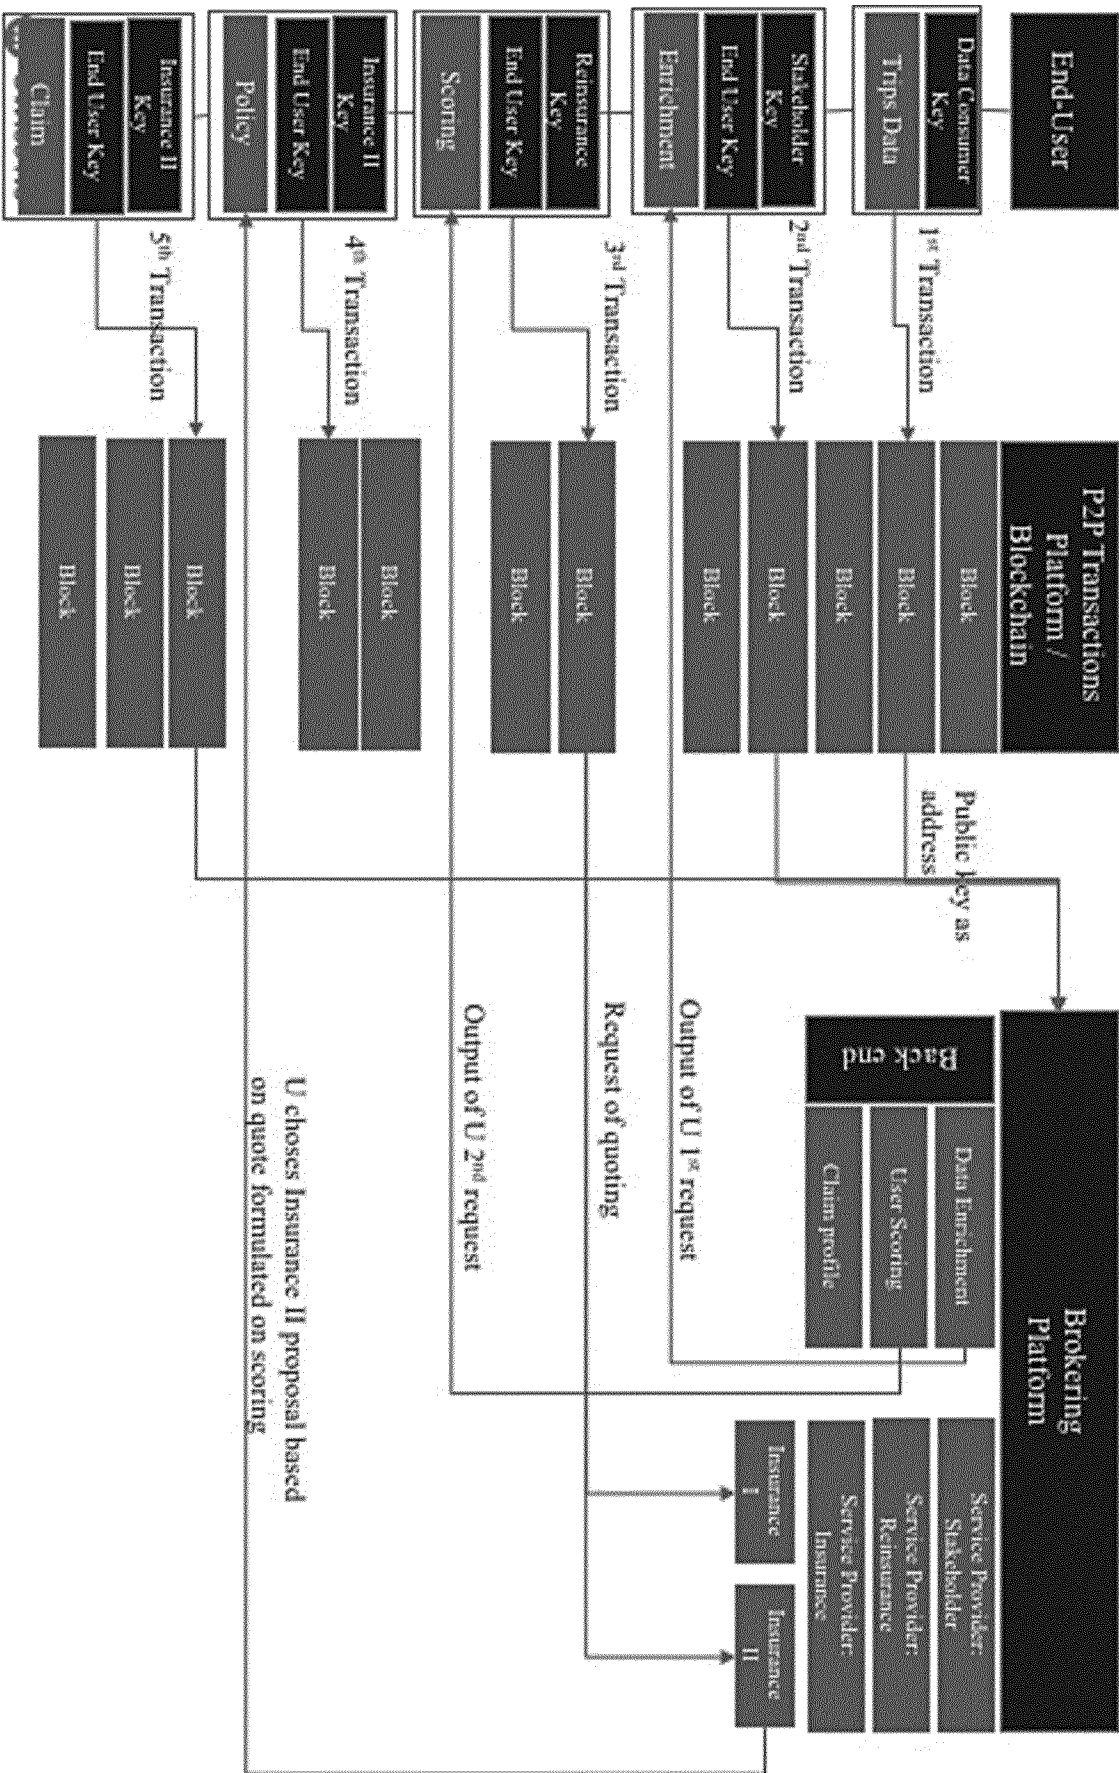 End-User
Data Consumer
Key
Trips Data
1st Transaction
Stakeholder
Key
End User Key
Enrichment
2nd Transaction
Reinsurance
Key
End User Key
Scoring
3rd Transaction
Insurance II
Key
End User Key
Policy
4th Transaction
Insurance II
Key
End User Key
Claim
5th Transaction
P2P Transactions
Platform /
Blockchain
Block
Block
Block
Block
Block
Block
Block
Block
Block
Block
Block
Block
Public key as
address
Output of U 1st request
Request of quoting
Output of U 2nd request
U choses Insurance II proposal based
on quote formulated on scoring
Brokering
Platform
Back end
Data Enrichment
User Scoring
Claim profile
Service Provider:
Stakeholder
Service Provider:
Reinsurance
Service Provider:
Insurance
Insurance
I
Insurance
II